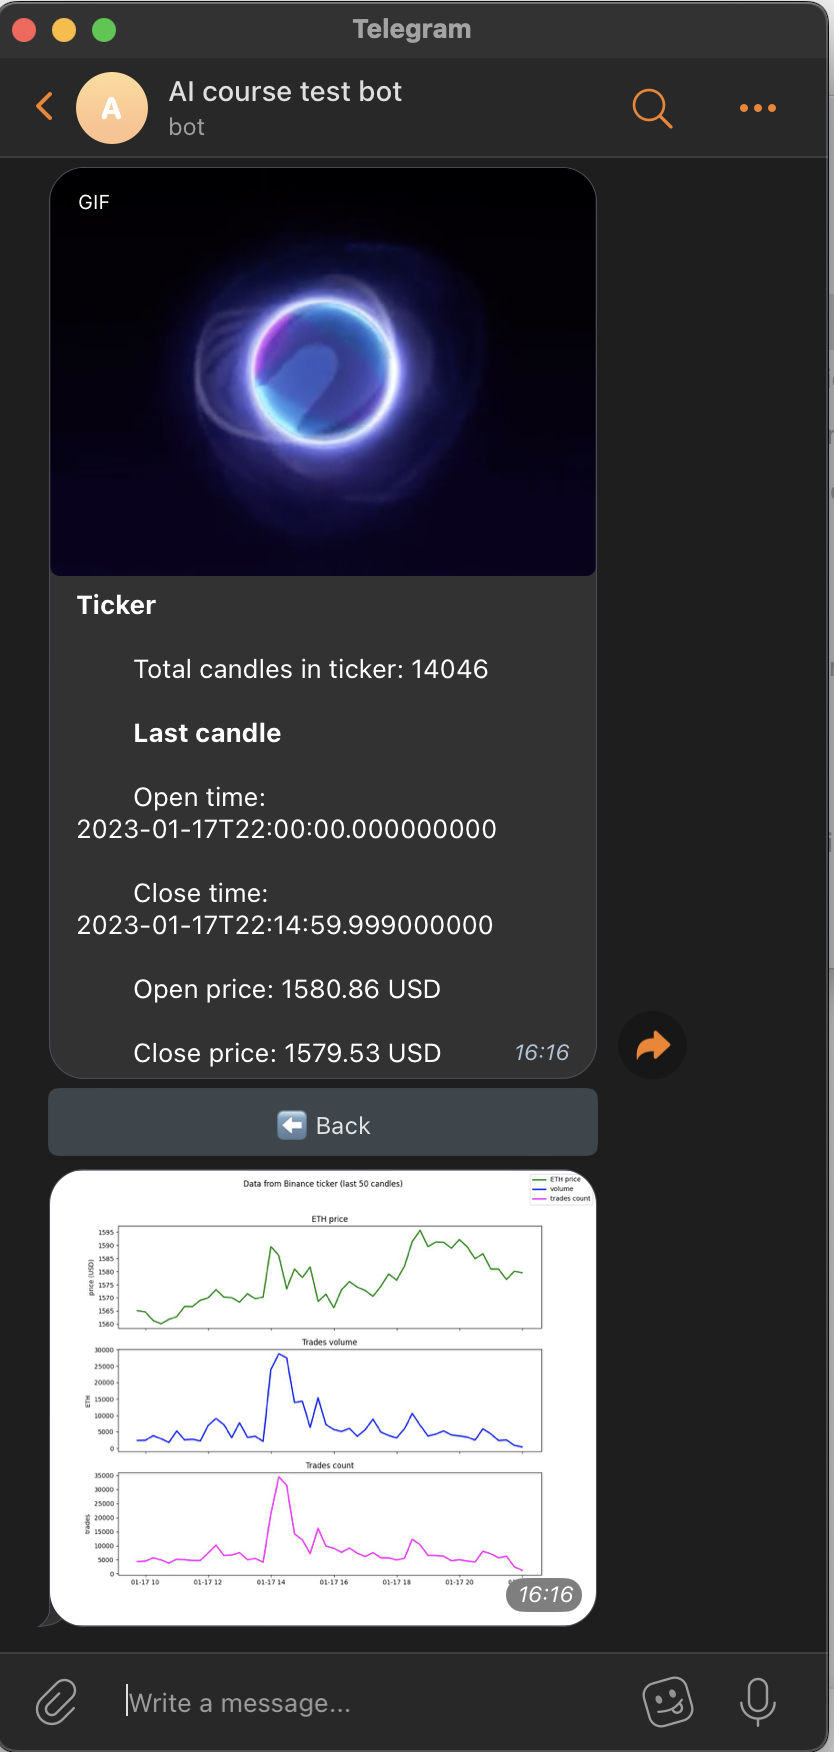 Telegram
A
AI course test bot
bot
GIF
Ticker
Total candles in ticker: 14046
Last candle
Open time:
2023-01-17T22:00:00.000000000
Close time:
2023-01-17T22:14:59.999000000
Open price: 1580.86 USD
Close price: 1579.53 USD
16:16
Back
Data from Binance ticker (last 50 candles)
ETH price
volume
trades count
ETH price
1595
1590
1585
1580
1575
1570
1565
1560
price (USD)
Trades volume
30000
25000
20000
15000
10000
5000
0
ETH
Trades count
35000
30000
25000
20000
15000
10000
5000
0
trades
01-17 10
01-17 12
01-17 14
01-17 16
01-17 18
01-17 20
16:16
Write a message...